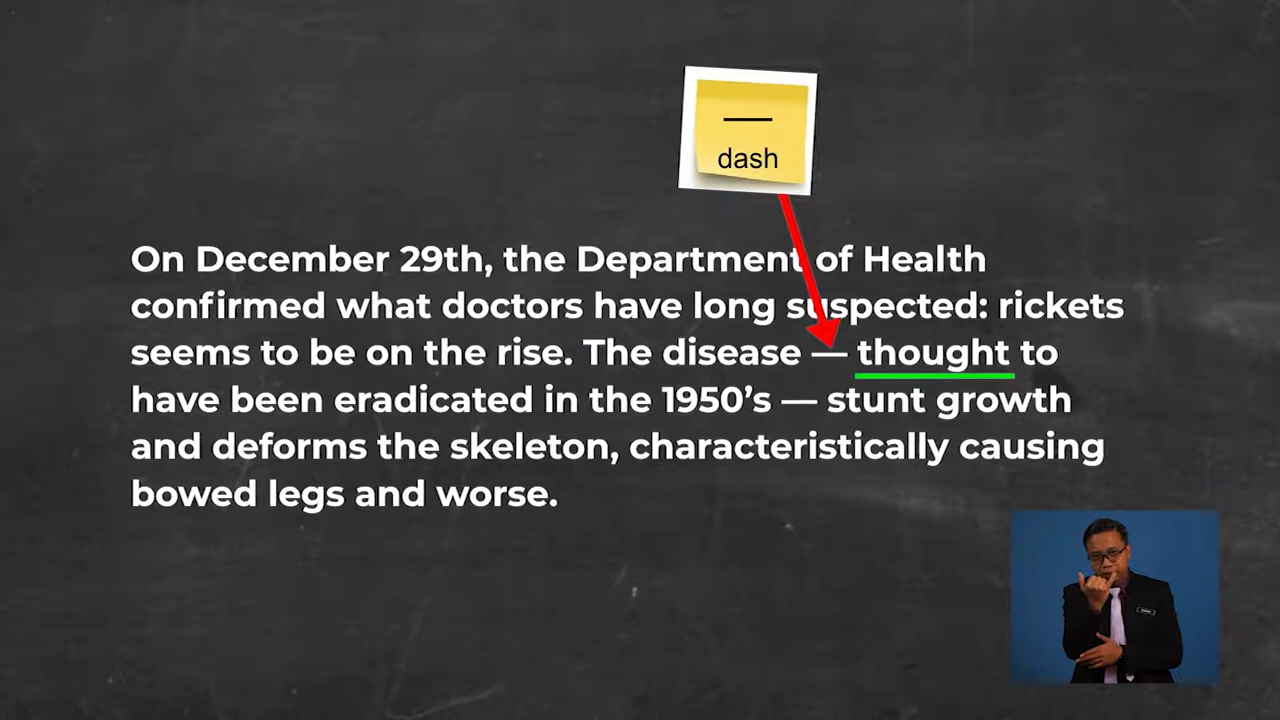 —
dash
On December 29th, the Department of Health
confirmed what doctors have long suspected: rickets
seems to be on the rise. The disease — thought to
have been eradicated in the 1950’s — stunt growth
and deforms the skeleton, characteristically causing
bowed legs and worse.